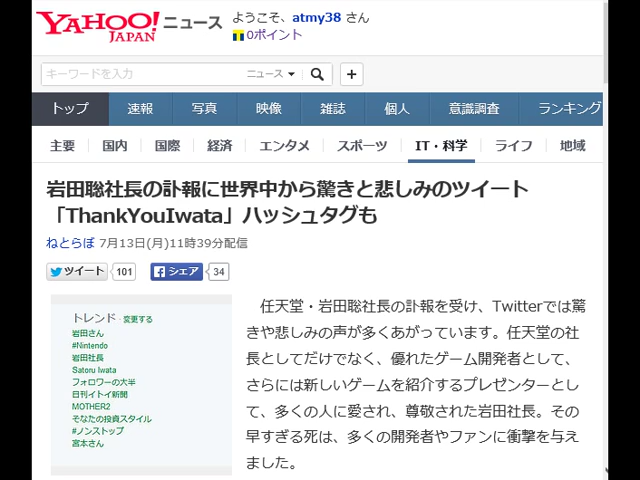 YAHOO! ニュース
JAPAN
ようこそ、atmy38 さん
0ポイント
キーワードを入力
ニュース
トップ 速報 写真 映像 雑誌 個人 意識調査 ランキング
主要 国内 国際 経済 エンタメ スポーツ IT・科学 ライフ 地域
岩田聡社長の訃報に世界中から驚きと悲しみのツイート
「ThankYouIwata」ハッシュタグも
ねとらぼ 7月13日(月)11時39分配信
ツイート 101 シェア 34
トレンド · 変更する
岩田さん
#Nintendo
岩田社長
Satoru Iwata
フォロワーの大半
日刊イトイ新聞
MOTHER2
そなたの投資スタイル
#ノンストップ
宮本さん
任天堂・岩田聡社長の訃報を受け、Twitterでは驚
きや悲しみの声が多くあがっています。任天堂の社
長としてだけでなく、優れたゲーム開発者として、
さらには新しいゲームを紹介するプレゼンターとし
て、多くの人に愛され、尊敬された岩田社長。その
早すぎる死は、多くの開発者やファンに衝撃を与え
ました。